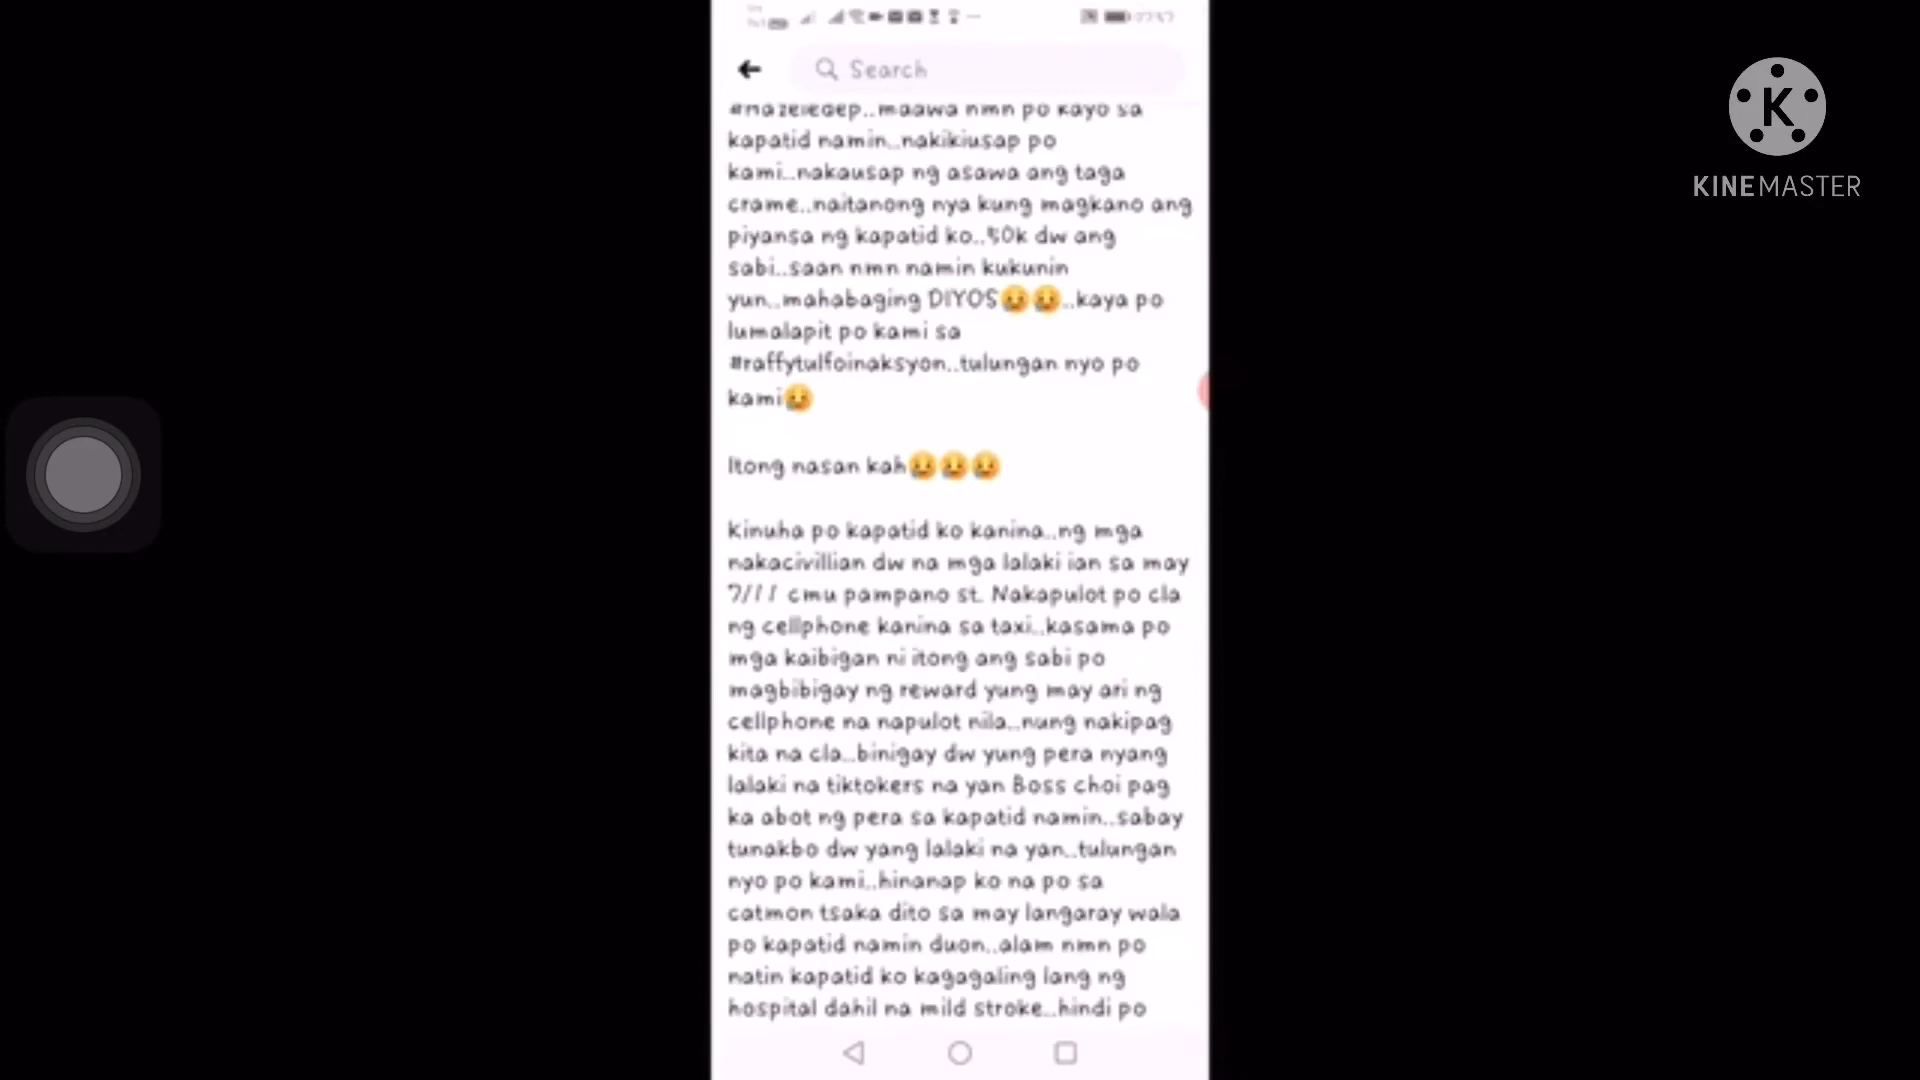 Search
maawa nmn po kayo sa
kapatid namin..nakikiusap po
kami..nakausap ng asawa ang taga
crame..naitanong nya kung magkano ang
piyansa ng kapatid ko..50k dw ang
sabi..saan nmn namin kukunin
yun..mahabaging DIYOS😢😢..kaya po
lumalapit po kami sa
#raffytulfoinaksyon..tulungan nyo po
kami😢
Itong nasan kah😢😢😢
Kinuha po kapatid ko kanina..ng mga
nakacivillian dw na mga lalaki ian sa may
cmu pampano st. Nakapulot po cla
ng cellphone kanina sa taxi..kasama po
mga kaibigan ni itong ang sabi po
magbibigay ng reward yung may ari ng
cellphone na napulot nila..nung nakipag
kita na cla..binigay dw yung pera nyang
lalaki na tiktokers na yan Boss choi pag
ka abot ng pera sa kapatid namin..sabay
tunakbo dw yang lalaki na yan..tulungan
nyo po kami..hinanap ko na po sa
catmon tsaka dito sa may langaray wala
po kapatid namin duon..alam nmn po
natin kapatid ko kagagaling lang ng
hospital dahil na mild stroke..hindi po
K
KINEMASTER